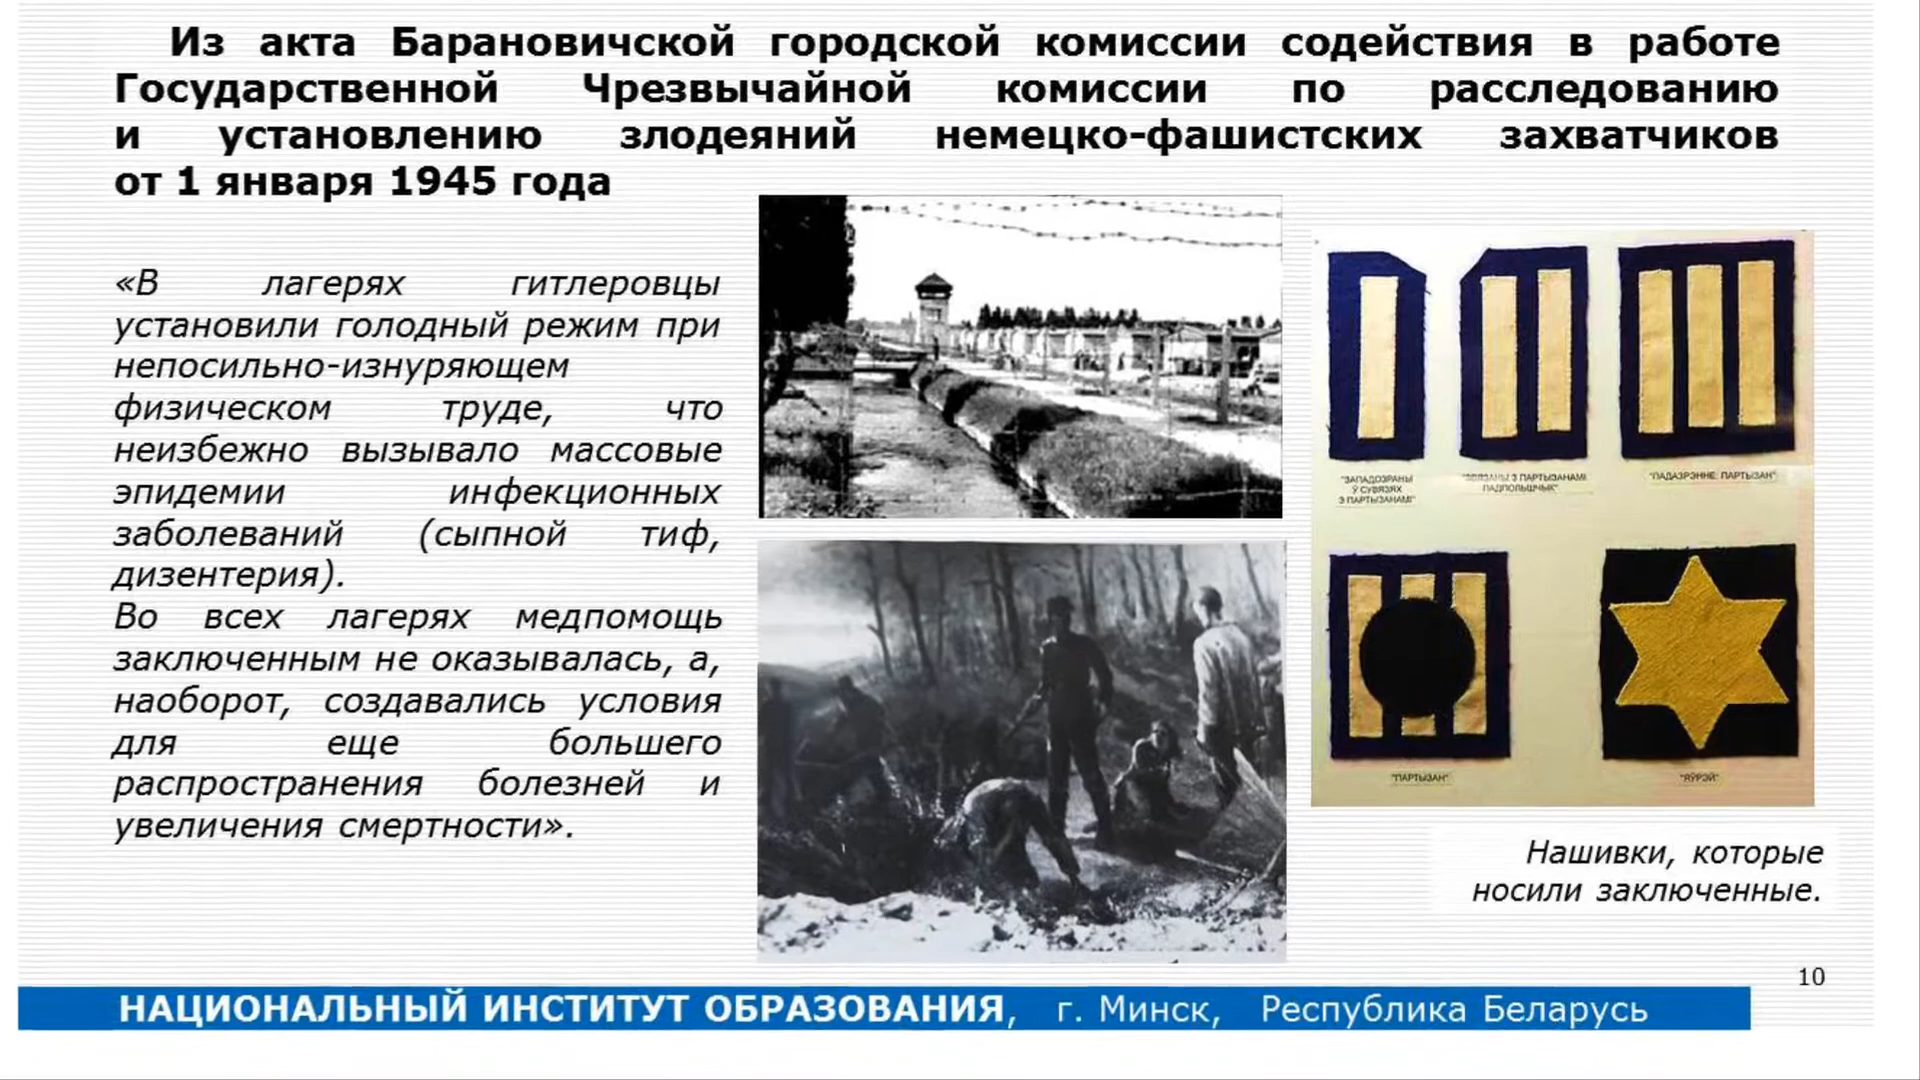 Из акта Барановичской городской комиссии содействия в работе
Государственной Чрезвычайной комиссии по расследованию
и установлению злодеяний немецко-фашистских захватчиков
от 1 января 1945 года
«В лагерях гитлеровцы
установили голодный режим при
непосильно-изнуряющем
физическом труде, что
неизбежно вызывало массовые
эпидемии инфекционных
заболеваний (сыпной тиф,
дизентерия).
Во всех лагерях медпомощь
заключенным не оказывалась, а,
наоборот, создавались условия
для еще большего
распространения болезней и
увеличения смертности».
"ЗАПАДОЗРАНЫ
Ў СУВЯЗЯХ
З ПАРТЫЗАНАМІ"
"ЗВЯЗАНЫ З ПАРТЫЗАНАМІ
ПАДПОЛЬШЧЫК"
"ПАДАЗРЭННЕ: ПАРТЫЗАН"
"ПАРТЫЗАН"
"ЯЎРЭЙ"
Нашивки, которые
носили заключенные.
10
НАЦИОНАЛЬНЫЙ ИНСТИТУТ ОБРАЗОВАНИЯ, г. Минск, Республика Беларусь